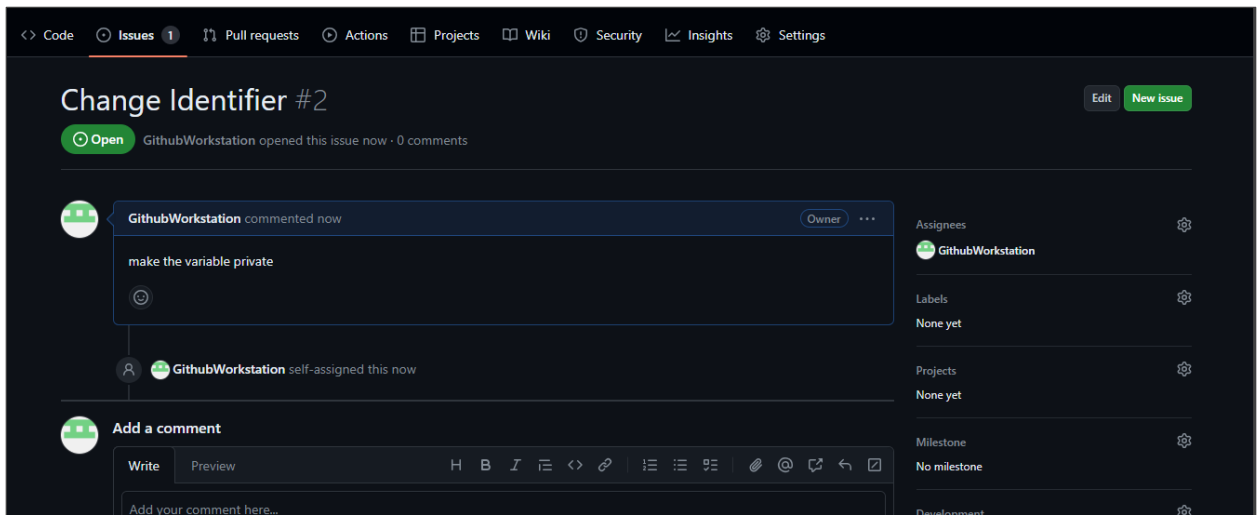 Code Issues 1 Pull requests Actions Projects Wiki Security Insights Settings
Change Identifier #2
Edit New issue
Open GithubWorkstation opened this issue now · 0 comments
GithubWorkstation commented now Owner
make the variable private
GithubWorkstation self-assigned this now
Add a comment
Write Preview
Add your comment here...
Assignees
GithubWorkstation
Labels
None yet
Projects
None yet
Milestone
No milestone
Development